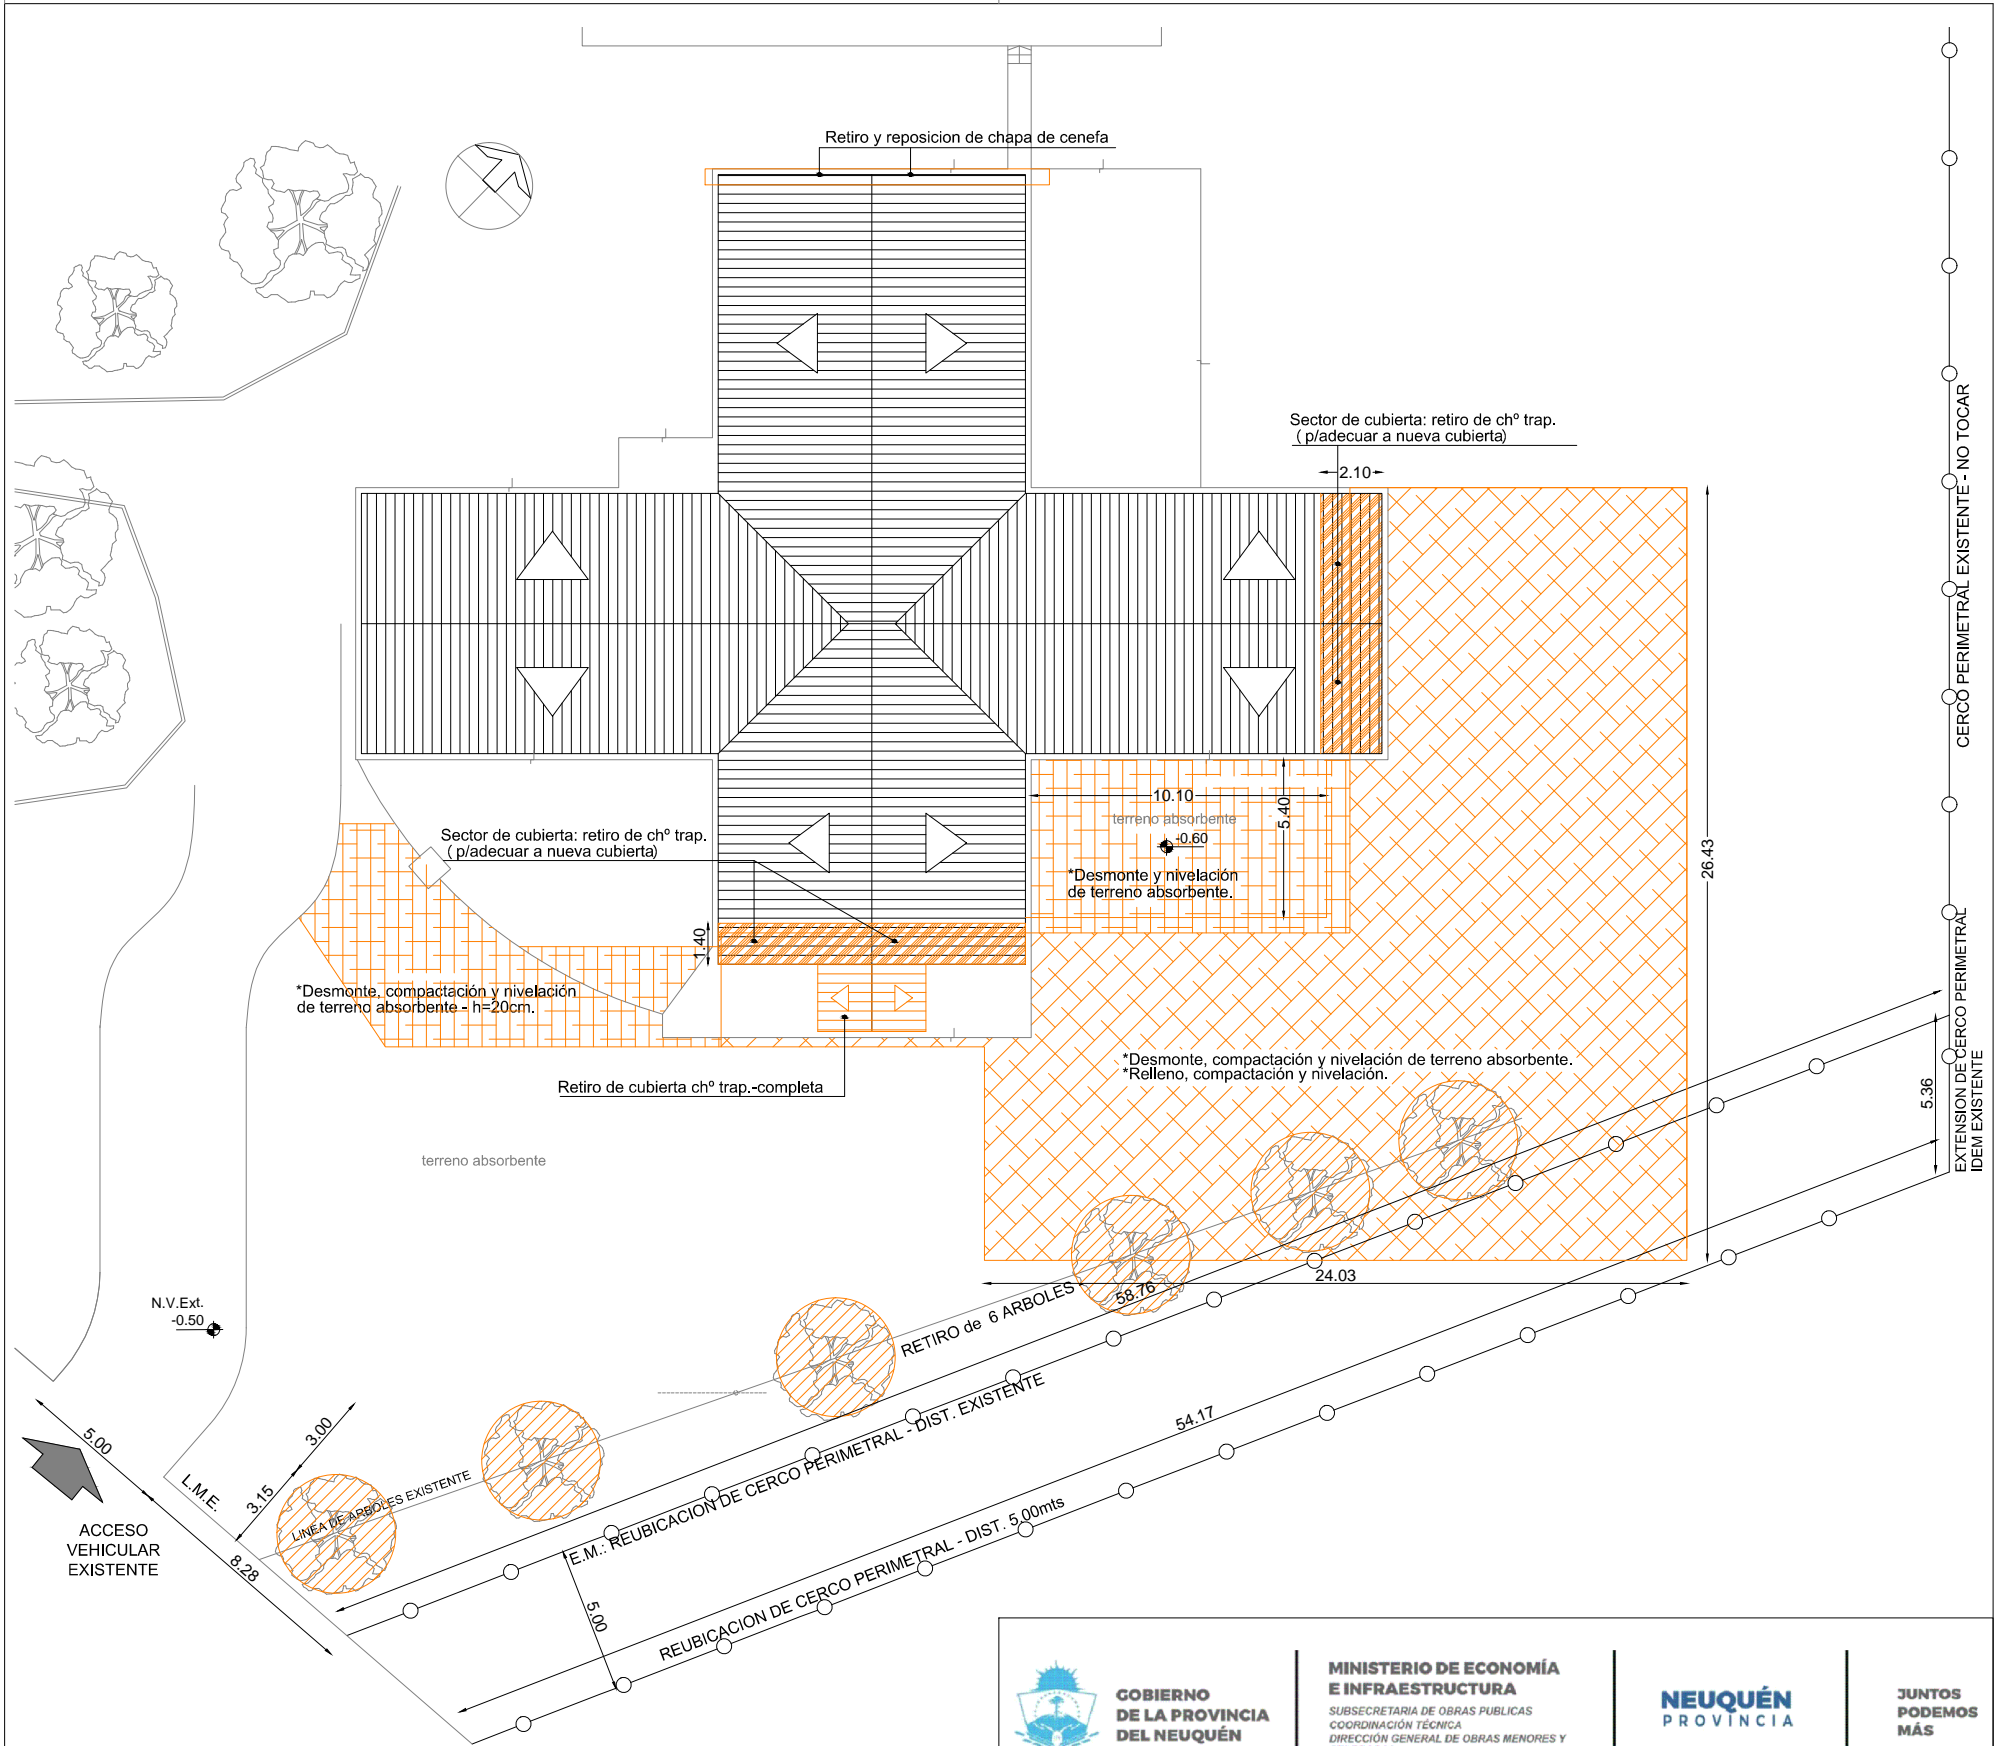 Retiro y reposicion de chapa de cenefa
Sector de cubierta: retiro de chº trap.
( p/adecuar a nueva cubierta)
2.10
CERCO PERIMETRAL EXISTENTE - NO TOCAR
10.10
5.40
terreno absorbente
-0.60
*Desmonte y nivelación
de terreno absorbente.
26.43
Sector de cubierta: retiro de chº trap.
( p/adecuar a nueva cubierta)
1.40
*Desmonte, compactación y nivelación
de terreno absorbente - h=20cm.
Retiro de cubierta chº trap.-completa
*Desmonte, compactación y nivelación de terreno absorbente.
*Relleno, compactación y nivelación.
EXTENSION DE CERCO PERIMETRAL
IDEM EXISTENTE
5.36
terreno absorbente
24.03
58.76
RETIRO de 6 ARBOLES
N.V.Ext.
-0.50
5.00
3.00
3.15
L.M.E.
8.28
LINEA DE ARBOLES EXISTENTE
E.M.: REUBICACION DE CERCO PERIMETRAL - DIST. EXISTENTE
54.17
REUBICACION DE CERCO PERIMETRAL - DIST. 5.00mts
5.00
ACCESO
VEHICULAR
EXISTENTE
GOBIERNO
DE LA PROVINCIA
DEL NEUQUÉN
MINISTERIO DE ECONOMÍA
E INFRAESTRUCTURA
SUBSECRETARIA DE OBRAS PUBLICAS
COORDINACIÓN TÉCNICA
DIRECCIÓN GENERAL DE OBRAS MENORES Y
NEUQUÉN
PROVINCIA
JUNTOS
PODEMOS
MÁS